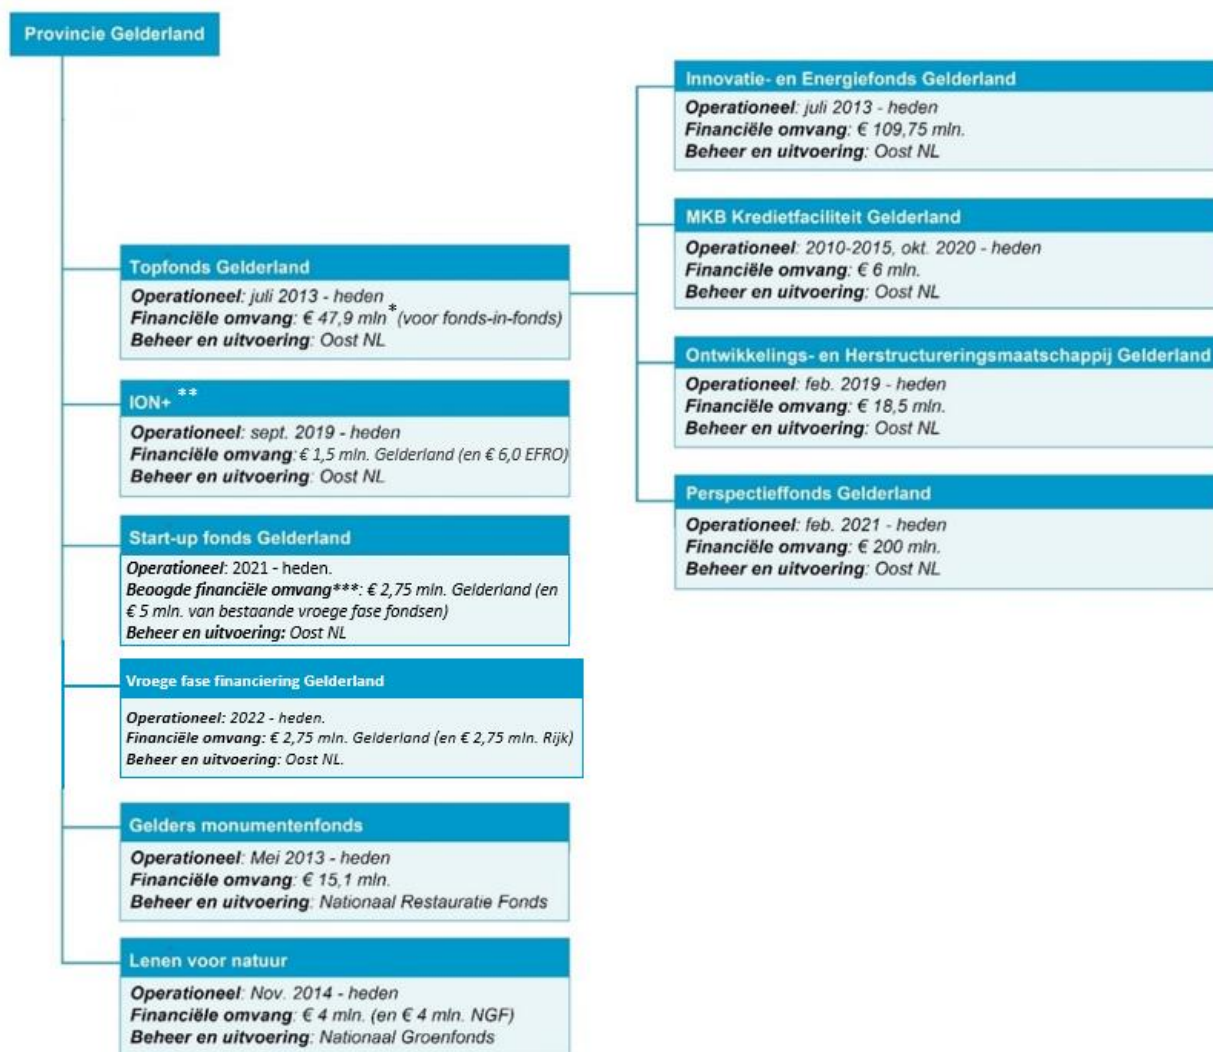 Provincie Gelderland
Topfonds Gelderland
Operationeel: juli 2013 - heden
Financiële omvang: € 47,9 mln * (voor fonds-in-fonds)
Beheer en uitvoering: Oost NL
ION+ **
Operationeel: sept. 2019 - heden
Financiële omvang: € 1,5 mln. Gelderland (en € 6,0 EFRO)
Beheer en uitvoering: Oost NL
Start-up fonds Gelderland
Operationeel: 2021 - heden.
Beoogde financiële omvang***: € 2,75 mln. Gelderland (en
€ 5 mln. van bestaande vroege fase fondsen)
Beheer en uitvoering: Oost NL
Vroege fase financiering Gelderland
Operationeel: 2022 - heden.
Financiële omvang: € 2,75 mln. Gelderland (en € 2,75 mln. Rijk)
Beheer en uitvoering: Oost NL.
Gelders monumentenfonds
Operationeel: Mei 2013 - heden
Financiële omvang: € 15,1 mln.
Beheer en uitvoering: Nationaal Restauratie Fonds
Lenen voor natuur
Operationeel: Nov. 2014 - heden
Financiële omvang: € 4 mln. (en € 4 mln. NGF)
Beheer en uitvoering: Nationaal Groenfonds
Innovatie- en Energiefonds Gelderland
Operationeel: juli 2013 - heden
Financiële omvang: € 109,75 mln.
Beheer en uitvoering: Oost NL
MKB Kredietfaciliteit Gelderland
Operationeel: 2010-2015, okt. 2020 - heden
Financiële omvang: € 6 mln.
Beheer en uitvoering: Oost NL
Ontwikkelings- en Herstructureringsmaatschappij Gelderland
Operationeel: feb. 2019 - heden
Financiële omvang: € 18,5 mln.
Beheer en uitvoering: Oost NL
Perspectieffonds Gelderland
Operationeel: feb. 2021 - heden
Financiële omvang: € 200 mln.
Beheer en uitvoering: Oost NL